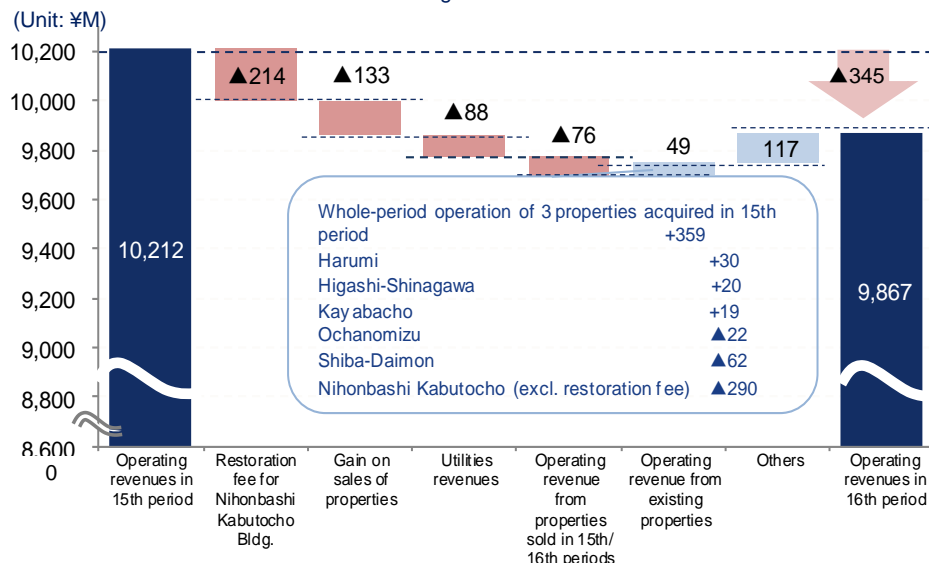 (Unit: ¥M)
10,200
10,000
9,800
9,600
9,400
9,200
9,000
8,800
8,600
0
10,212
▲214
▲133
▲88
▲76
49
117
▲345
9,867
Whole-period operation of 3 properties acquired in 15th
period +359
Harumi +30
Higashi-Shinagawa +20
Kayabacho +19
Ochanomizu ▲22
Shiba-Daimon ▲62
Nihonbashi Kabutocho (excl. restoration fee) ▲290
Operating
revenues in
15th period
Restoration
fee for
Nihonbashi
Kabutocho
Bldg.
Gain on
sales of
properties
Utilities
revenues
Operating
revenue
from
properties
sold in 15th/
16th periods
Operating
revenue from
existing
properties
Others
Operating
revenues in
16th period